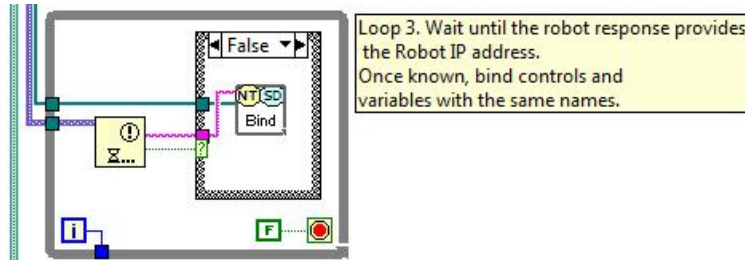 False
Loop 3. Wait until the robot response provides
the Robot IP address.
Once known, bind controls and
variables with the same names.
NT SD
Bind
?
i
F